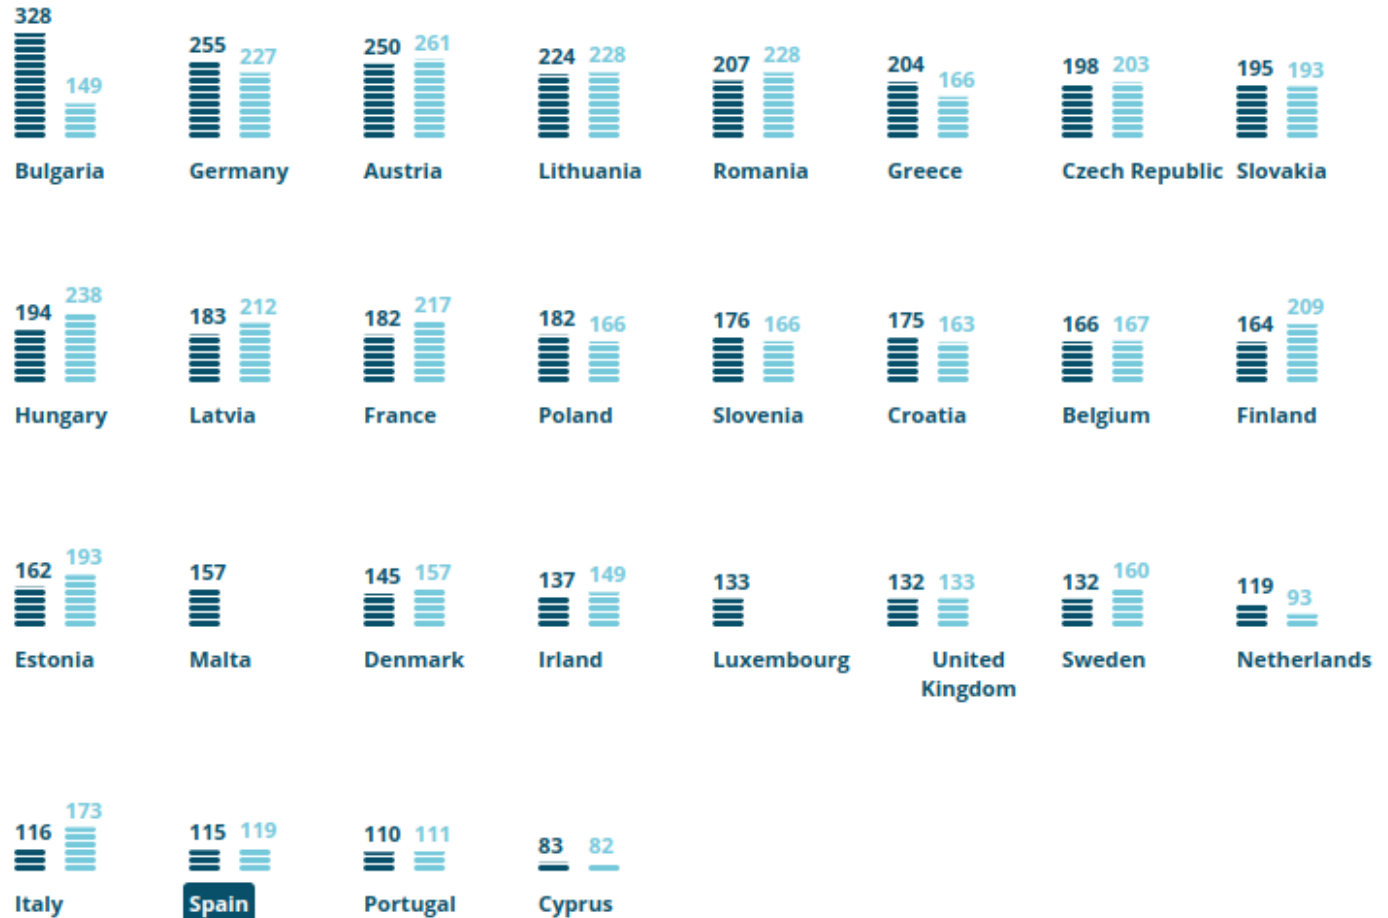 328
149
Bulgaria
255
227
Germany
250
261
Austria
224
228
Lithuania
207
228
Romania
204
166
Greece
198
203
Czech Republic
195
193
Slovakia
194
238
Hungary
183
212
Latvia
182
217
France
182
166
Poland
176
166
Slovenia
175
163
Croatia
166
167
Belgium
164
209
Finland
162
193
Estonia
157
Malta
145
157
Denmark
137
149
Irland
133
Luxembourg
132
133
United
Kingdom
132
160
Sweden
119
93
Netherlands
116
173
Italy
115
119
Spain
110
111
Portugal
83
82
Cyprus